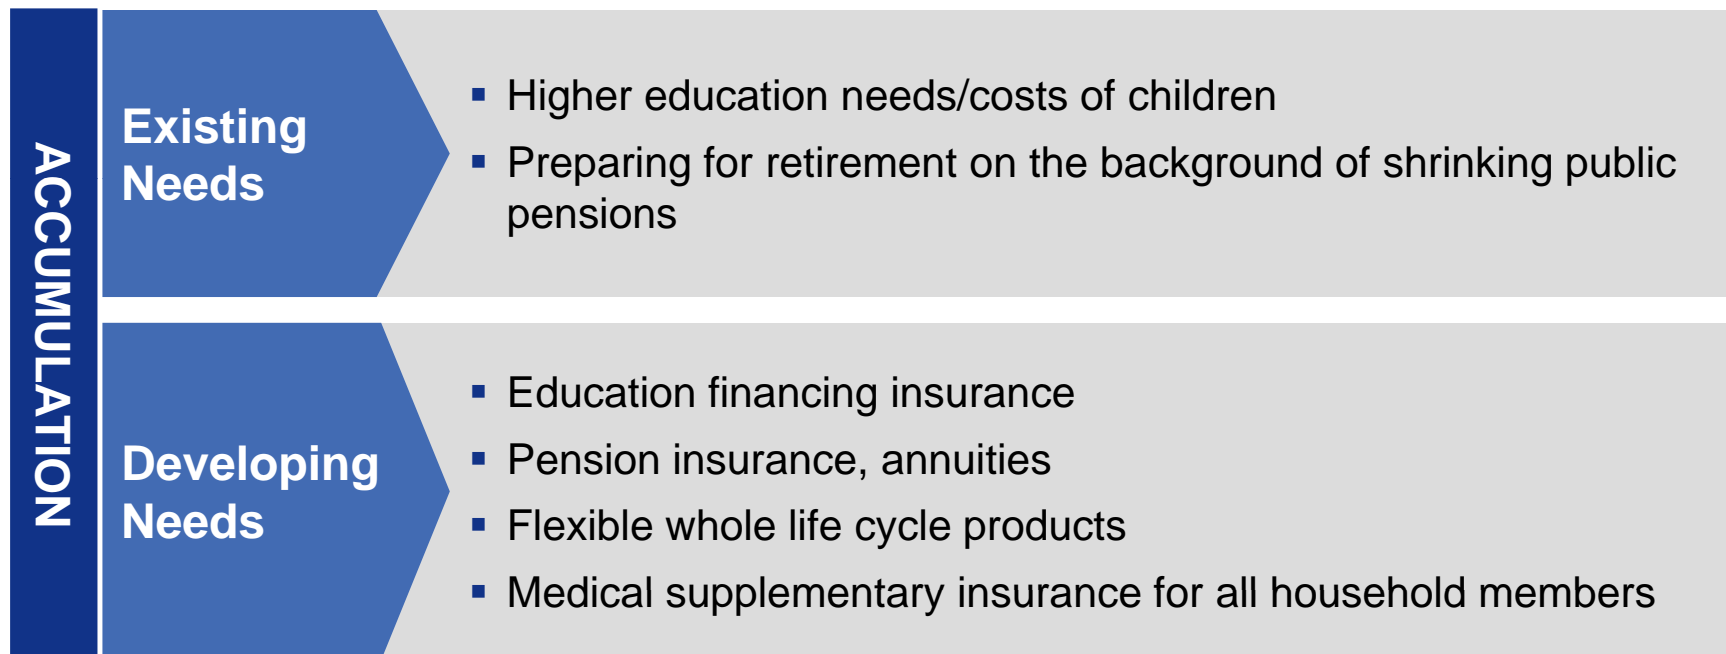 ACCUMULATION
Existing
Needs
▪ Higher education needs/costs of children
▪ Preparing for retirement on the background of shrinking public
pensions
Developing
Needs
▪ Education financing insurance
▪ Pension insurance, annuities
▪ Flexible whole life cycle products
▪ Medical supplementary insurance for all household members